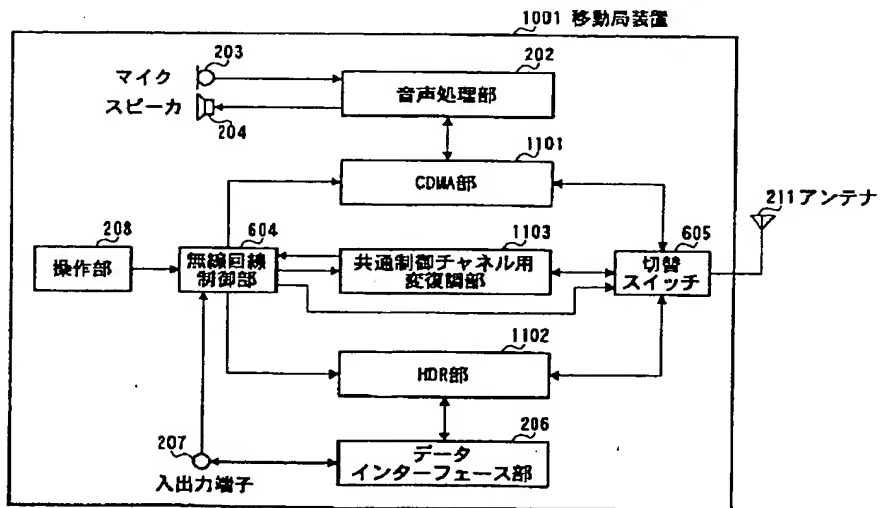 1001 移動局装置
203
マイク
スピーカ
204
202
音声処理部
1101
CDMA部
211アンテナ
208
操作部
604
無線回線
制御部
1103
共通制御チャネル用
変復調部
605
切替
スイッチ
1102
HDR部
207
入出力端子
206
データ
インターフェース部